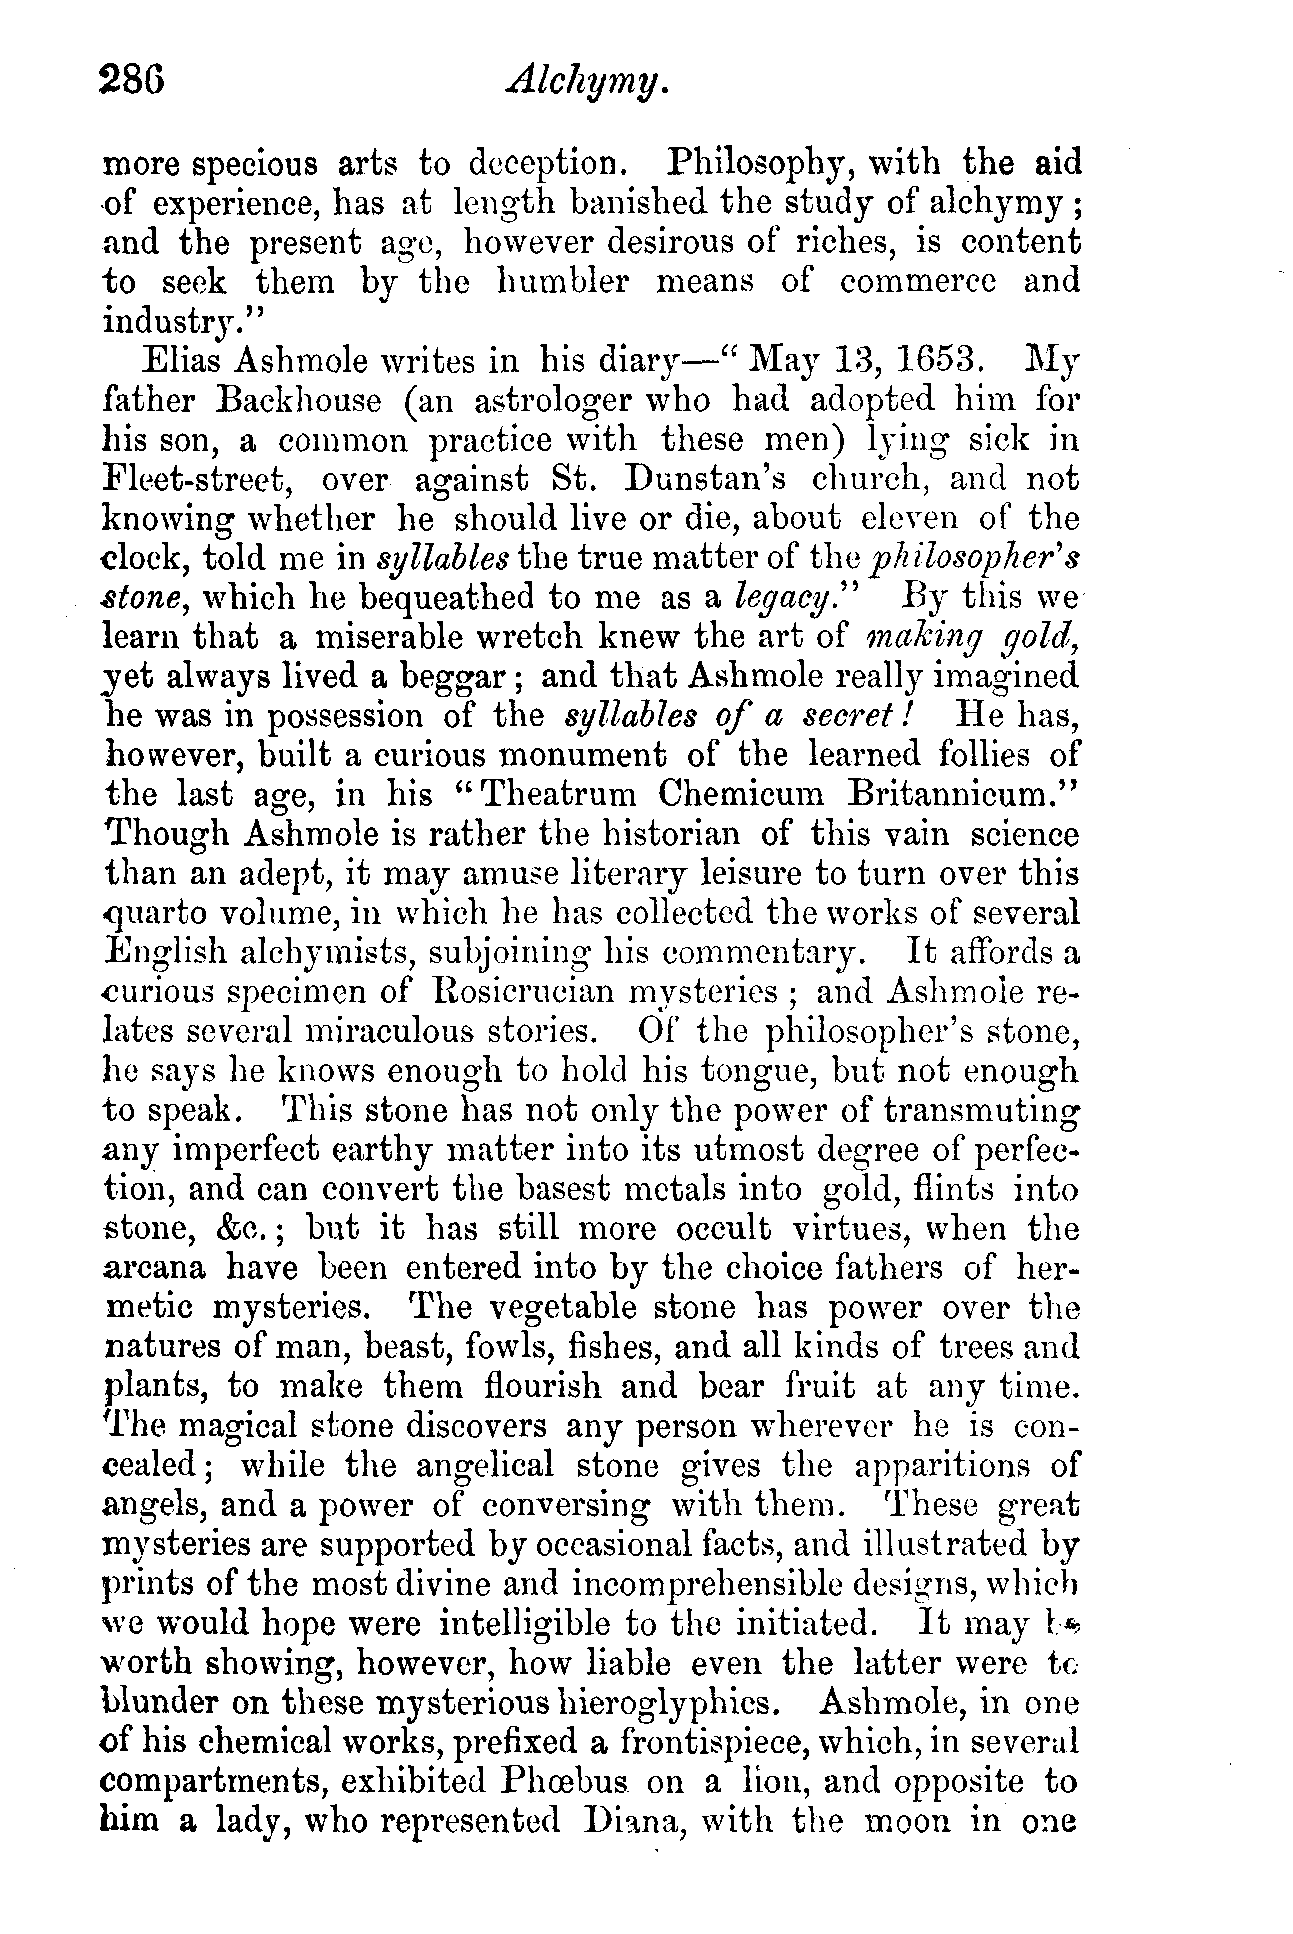 286 Alchymy.
more specious arts to deception. Philosophy, with the aid
of experience, has at length banished the study of alchymy;
and the present age, however desirous of riches, is content
to seek them by the humbler means of commerce and
industry."
Elias Ashmole writes in his diary—"May 13, 1653. My
father Backhouse (an astrologer who had adopted him for
his son, a common practice with these men) lying sick in
Fleet-street, over against St. Dunstan's church, and not
knowing whether he should live or die, about eleven of the
clock, told me in syllables the true matter of the philosopher's
stone, which he bequeathed to me as a legacy." By this we
learn that a miserable wretch knew the art of making gold,
yet always lived a beggar; and that Ashmole really imagined
he was in possession of the syllables of a secret! He has,
however, built a curious monument of the learned follies of
the last age, in his "Theatrum Chemicum Britannicum."
Though Ashmole is rather the historian of this vain science
than an adept, it may amuse literary leisure to turn over this
quarto volume, in which he has collected the works of several
English alchymists, subjoining his commentary. It affords a
curious specimen of Rosicrucian mysteries; and Ashmole re-
lates several miraculous stories. Of the philosopher's stone,
he says he knows enough to hold his tongue, but not enough
to speak. This stone has not only the power of transmuting
any imperfect earthy matter into its utmost degree of perfec-
tion, and can convert the basest metals into gold, flints into
stone, &c.; but it has still more occult virtues, when the
arcana have been entered into by the choice fathers of her-
metic mysteries. The vegetable stone has power over the
natures of man, beast, fowls, fishes, and all kinds of trees and
plants, to make them flourish and bear fruit at any time.
The magical stone discovers any person wherever he is con-
cealed; while the angelical stone gives the apparitions of
angels, and a power of conversing with them. These great
mysteries are supported by occasional facts, and illustrated by
prints of the most divine and incomprehensible designs, which
we would hope were intelligible to the initiated. It may be
worth showing, however, how liable even the latter were to
blunder on these mysterious hieroglyphics. Ashmole, in one
of his chemical works, prefixed a frontispiece, which, in several
compartments, exhibited Phœbus on a lion, and opposite to
him a lady, who represented Diana, with the moon in one